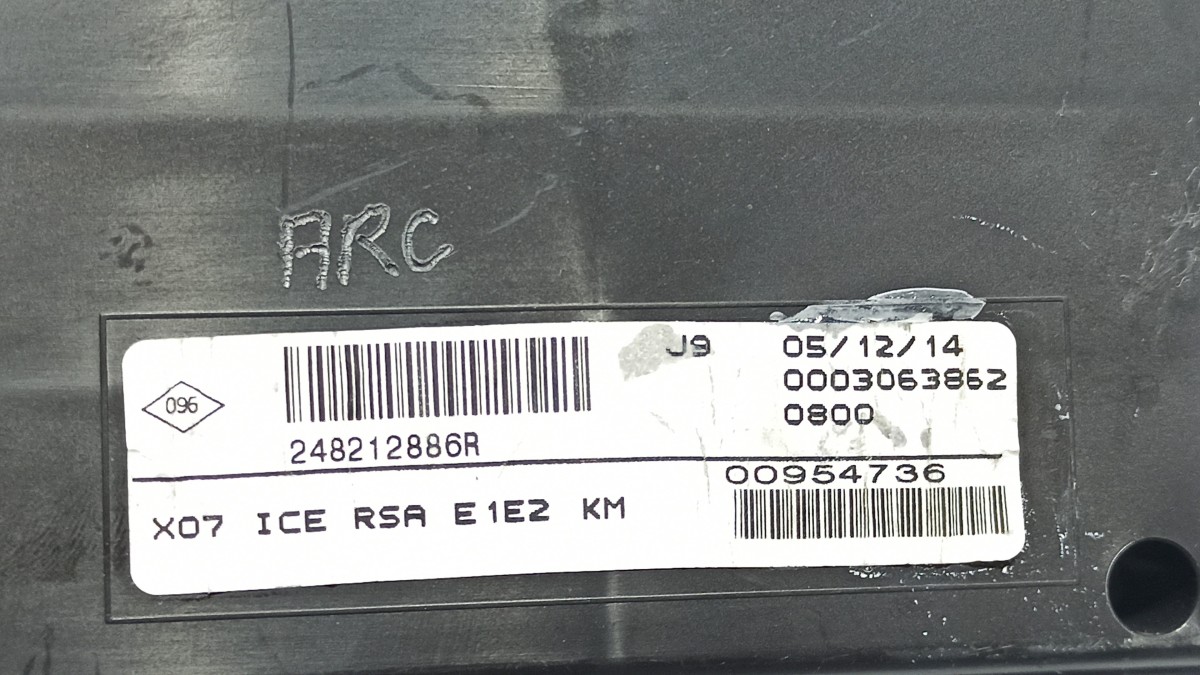 ARC
096
248212886R
J9
05/12/14
0003063862
0800
00954736
X07 ICE RSA E1E2 KM